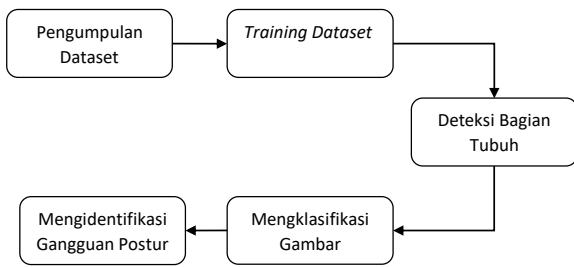 Pengumpulan
Dataset
Training Dataset
Deteksi Bagian
Tubuh
Mengklasifikasi
Gambar
Mengidentifikasi
Gangguan Postur